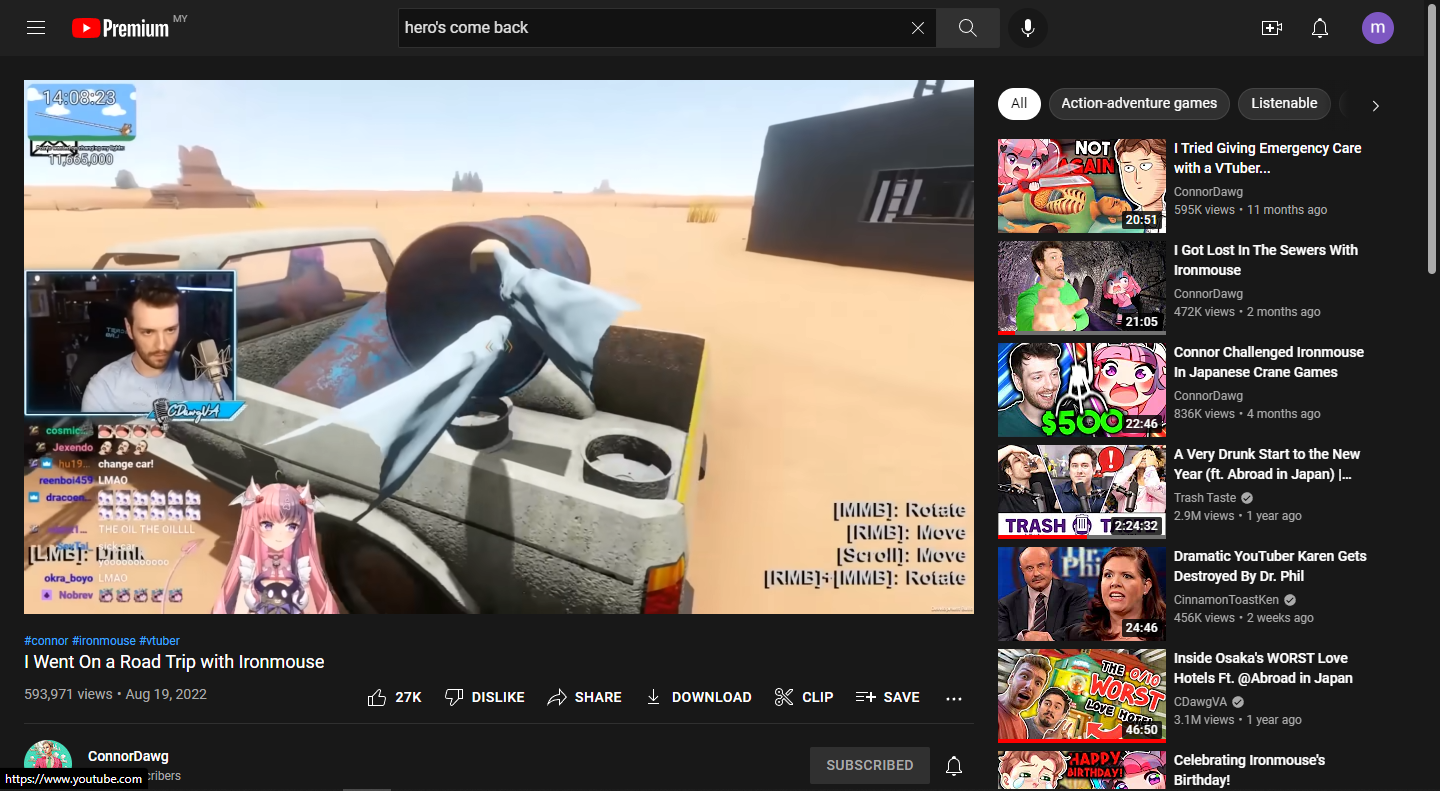 Premium MY
hero's come back
m
14:08:23
11,665,000
CDawgVA
cosmic...
Jexendo
hu19...
change car!
reenboi459 LMAO
dracoen...
THE OIL THE OILLLL
[LMB]: Drink
yooooooooooo
okra_boyo LMAO
Nobrev
[MMB]: Rotate
[RMB]: Move
[Scroll]: Move
[RMB]+[MMB]: Rotate
#connor #ironmouse #vtuber
I Went On a Road Trip with Ironmouse
593,971 views • Aug 19, 2022
27K
DISLIKE
SHARE
DOWNLOAD
CLIP
SAVE
ConnorDawg
cribers
SUBSCRIBED
https://www.youtube.com
All
Action-adventure games
Listenable
NOT
AGAIN
20:51
I Tried Giving Emergency Care
with a VTuber...
ConnorDawg
595K views • 11 months ago
21:05
I Got Lost In The Sewers With
Ironmouse
ConnorDawg
472K views • 2 months ago
$500
22:46
Connor Challenged Ironmouse
In Japanese Crane Games
ConnorDawg
836K views • 4 months ago
TRASH T
2:24:32
A Very Drunk Start to the New
Year (ft. Abroad in Japan) |...
Trash Taste
2.9M views • 1 year ago
24:46
Dramatic YouTuber Karen Gets
Destroyed By Dr. Phil
CinnamonToastKen
456K views • 2 weeks ago
THE 0/10
WORST
LOVE HOTEL
46:50
Inside Osaka's WORST Love
Hotels Ft. @Abroad in Japan
CDawgVA
3.1M views • 1 year ago
HAPPY
BIRTHDAY!
Celebrating Ironmouse's
Birthday!